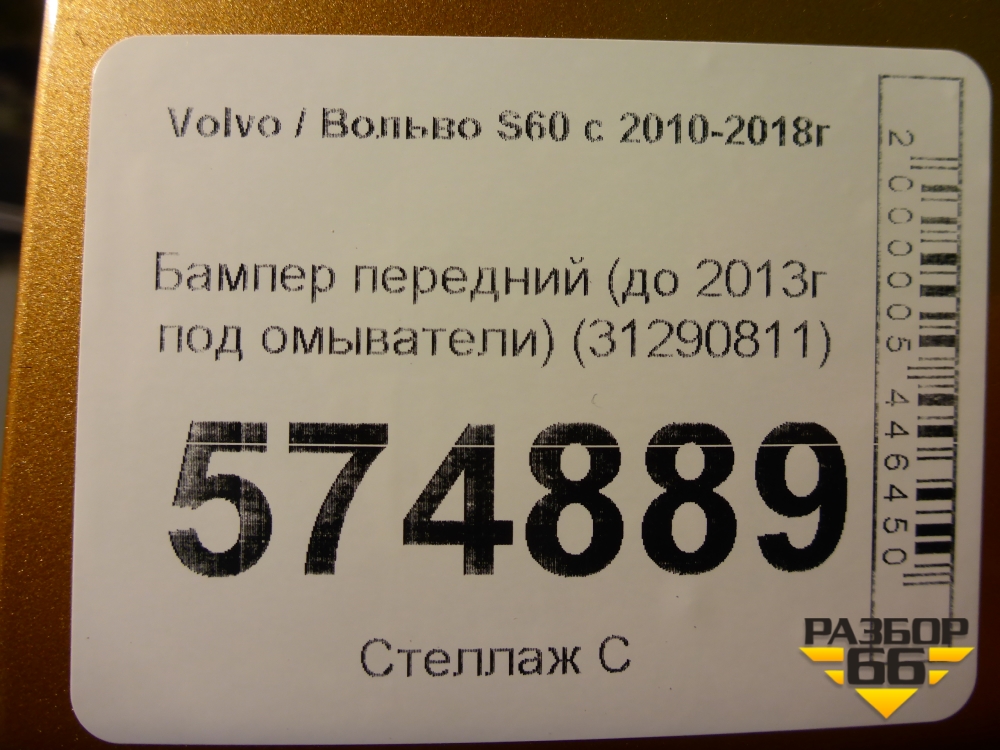 Volvo / Вольво S60 с 2010-2018г
Бампер передний (до 2013г
под омыватели) (31290811)
574889
Стеллаж С
2000005446450
РАЗБОР
66